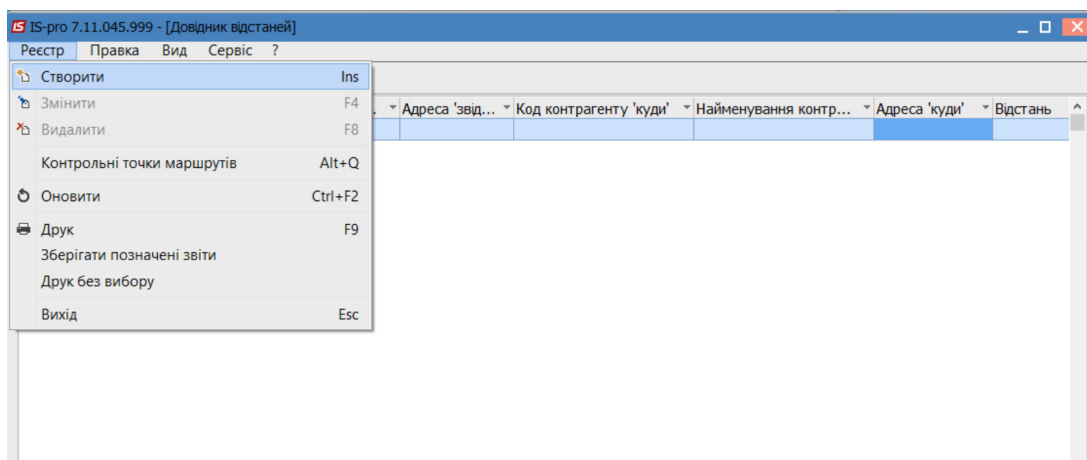 IS-pro 7.11.045.999 - [Довідник відстаней]
Реєстр Правка Вид Сервіс ?
Створити Ins
Змінити F4
. Адреса 'звід... Код контрагенту 'куди' Найменування контр... Адреса 'куди' Відстань
Видалити F8
Контрольні точки маршрутів Alt+Q
Оновити Ctrl+F2
Друк F9
Зберігати позначені звіти
Друк без вибору
Вихід Esc